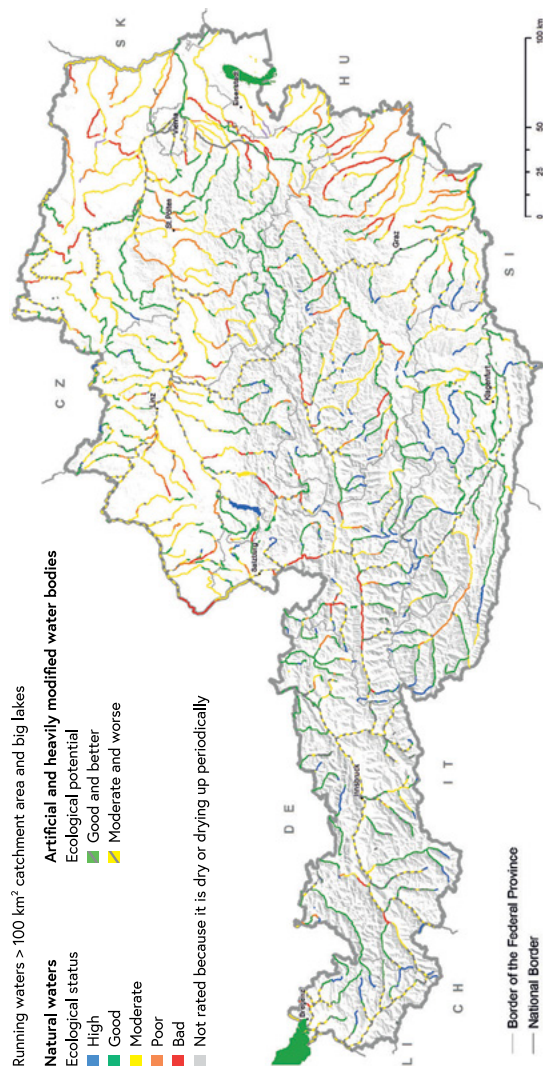 Running waters > 100 km² catchment area and big lakes
Natural waters
Ecological status
High
Good
Moderate
Poor
Bad
Not rated because it is dry or drying up periodically
Artificial and heavily modified water bodies
Ecological potential
Good and better
Moderate and worse
CZ
SK
HU
SI
IT
CH
LI
DE
Linz
St.Pölten
Vienna
Eisenstadt
Salzburg
Graz
Klagenfurt
Innsbruck
Bregenz
0 25 50 100 km
Border of the Federal Province
National Border